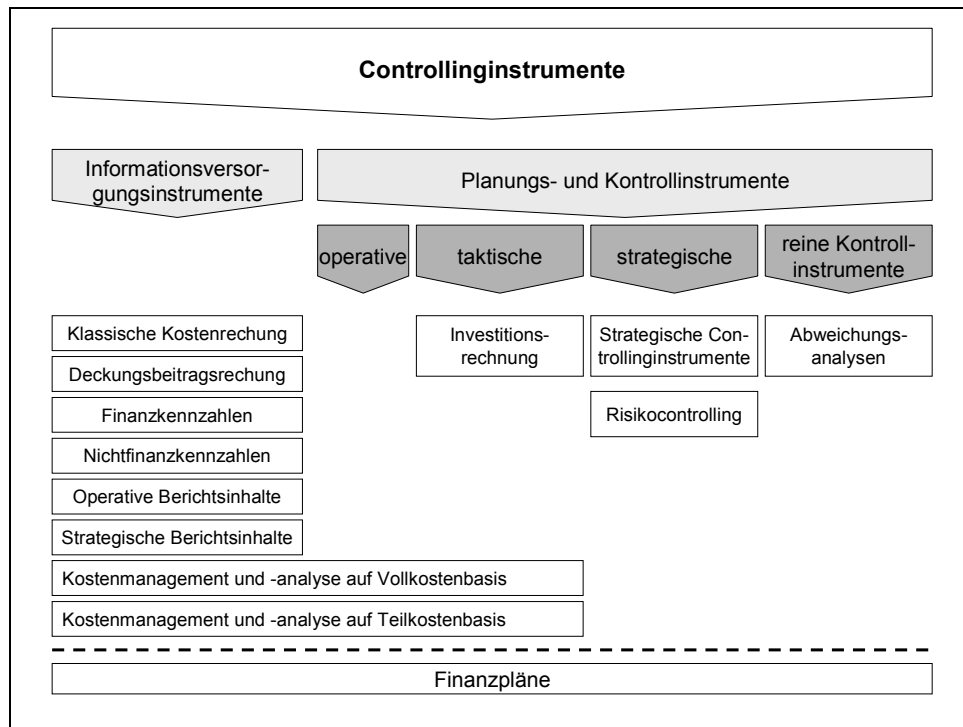 Controllinginstrumente
Informationsversor-
gungsinstrumente
Planungs- und Kontrollinstrumente
operative
taktische
strategische
reine Kontroll-
instrumente
Klassische Kostenrechung
Deckungsbeitragsrechung
Finanzkennzahlen
Nichtfinanzkennzahlen
Operative Berichtsinhalte
Strategische Berichtsinhalte
Investitions-
rechnung
Strategische Con-
trollinginstrumente
Risikocontrolling
Abweichungs-
analysen
Kostenmanagement und -analyse auf Vollkostenbasis
Kostenmanagement und -analyse auf Teilkostenbasis
Finanzpläne